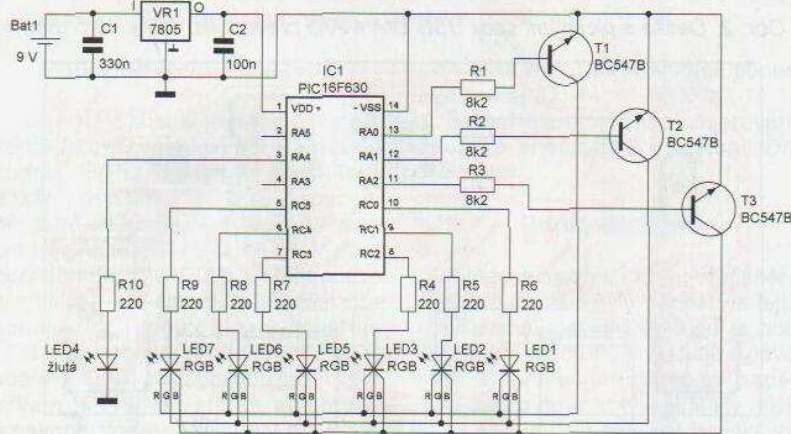 Bat1
9 V
C1
330n
I
VR1
7805
O
C2
100n
IC1
PIC16F630
1 VDD + - VSS 14
2 RA5 RA0 13
3 RA4 RA1 12
4 RA3 RA2 11
5 RC5 RC0 10
6 RC4 RC1 9
7 RC3 RC2 8
R1
8k2
R2
8k2
R3
8k2
T1
BC547B
T2
BC547B
T3
BC547B
R10
220
R9
220
R8
220
R7
220
R4
220
R5
220
R6
220
LED4
žlutá
LED7
RGB
LED6
RGB
LED5
RGB
LED3
RGB
LED2
RGB
LED1
RGB
R G B
R G B
R G B
R G B
R G B
R G B